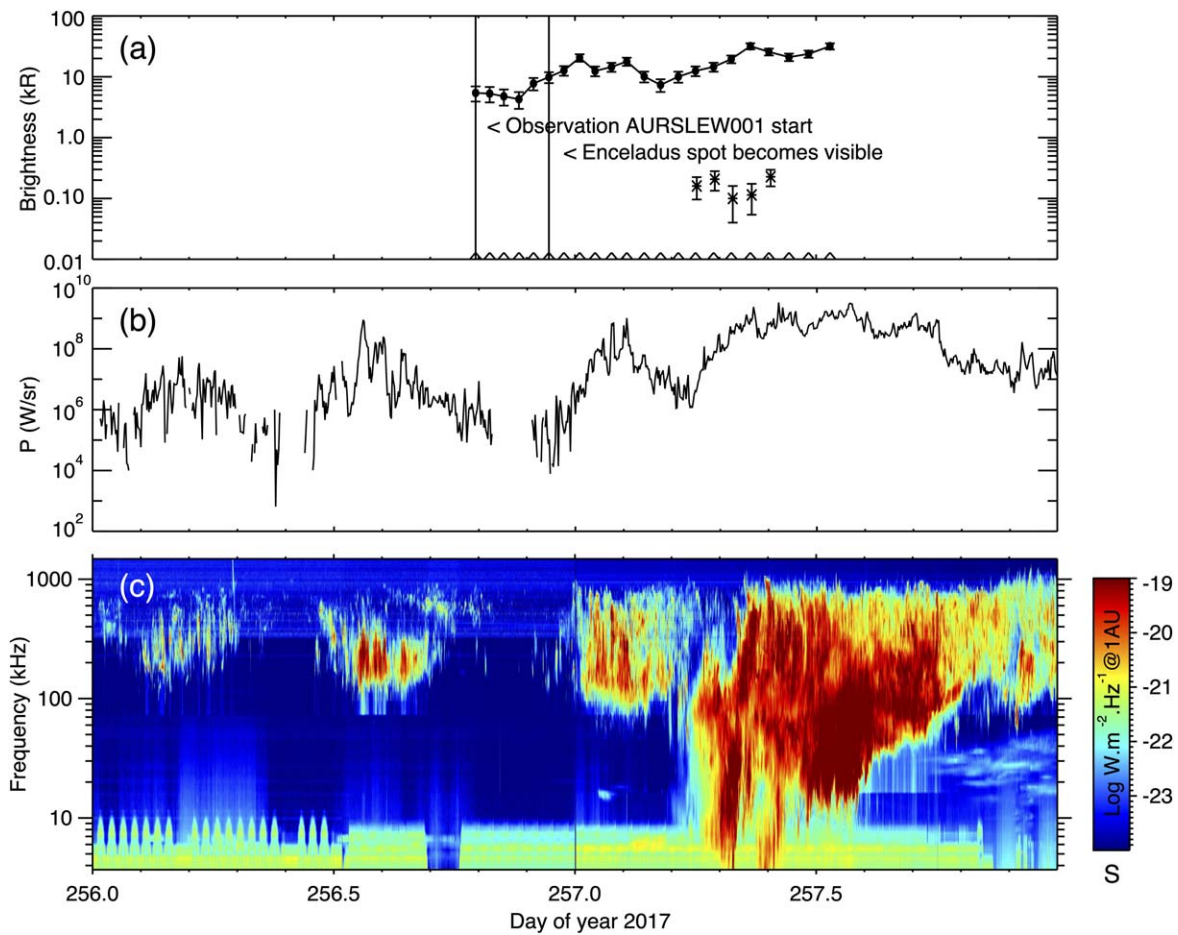 100
(a)
10
1.0
0.10
0.01
Brightness (kR)
< Observation AURSLEW001 start
< Enceladus spot becomes visible
10^10
(b)
10^8
10^6
10^4
10^2
P (W/sr)
1000
(c)
100
10
Frequency (kHz)
256.0
256.5
257.0
257.5
Day of year 2017
-19
-20
-21
-22
-23
Log W.m^-2.Hz^-1@1AU
S